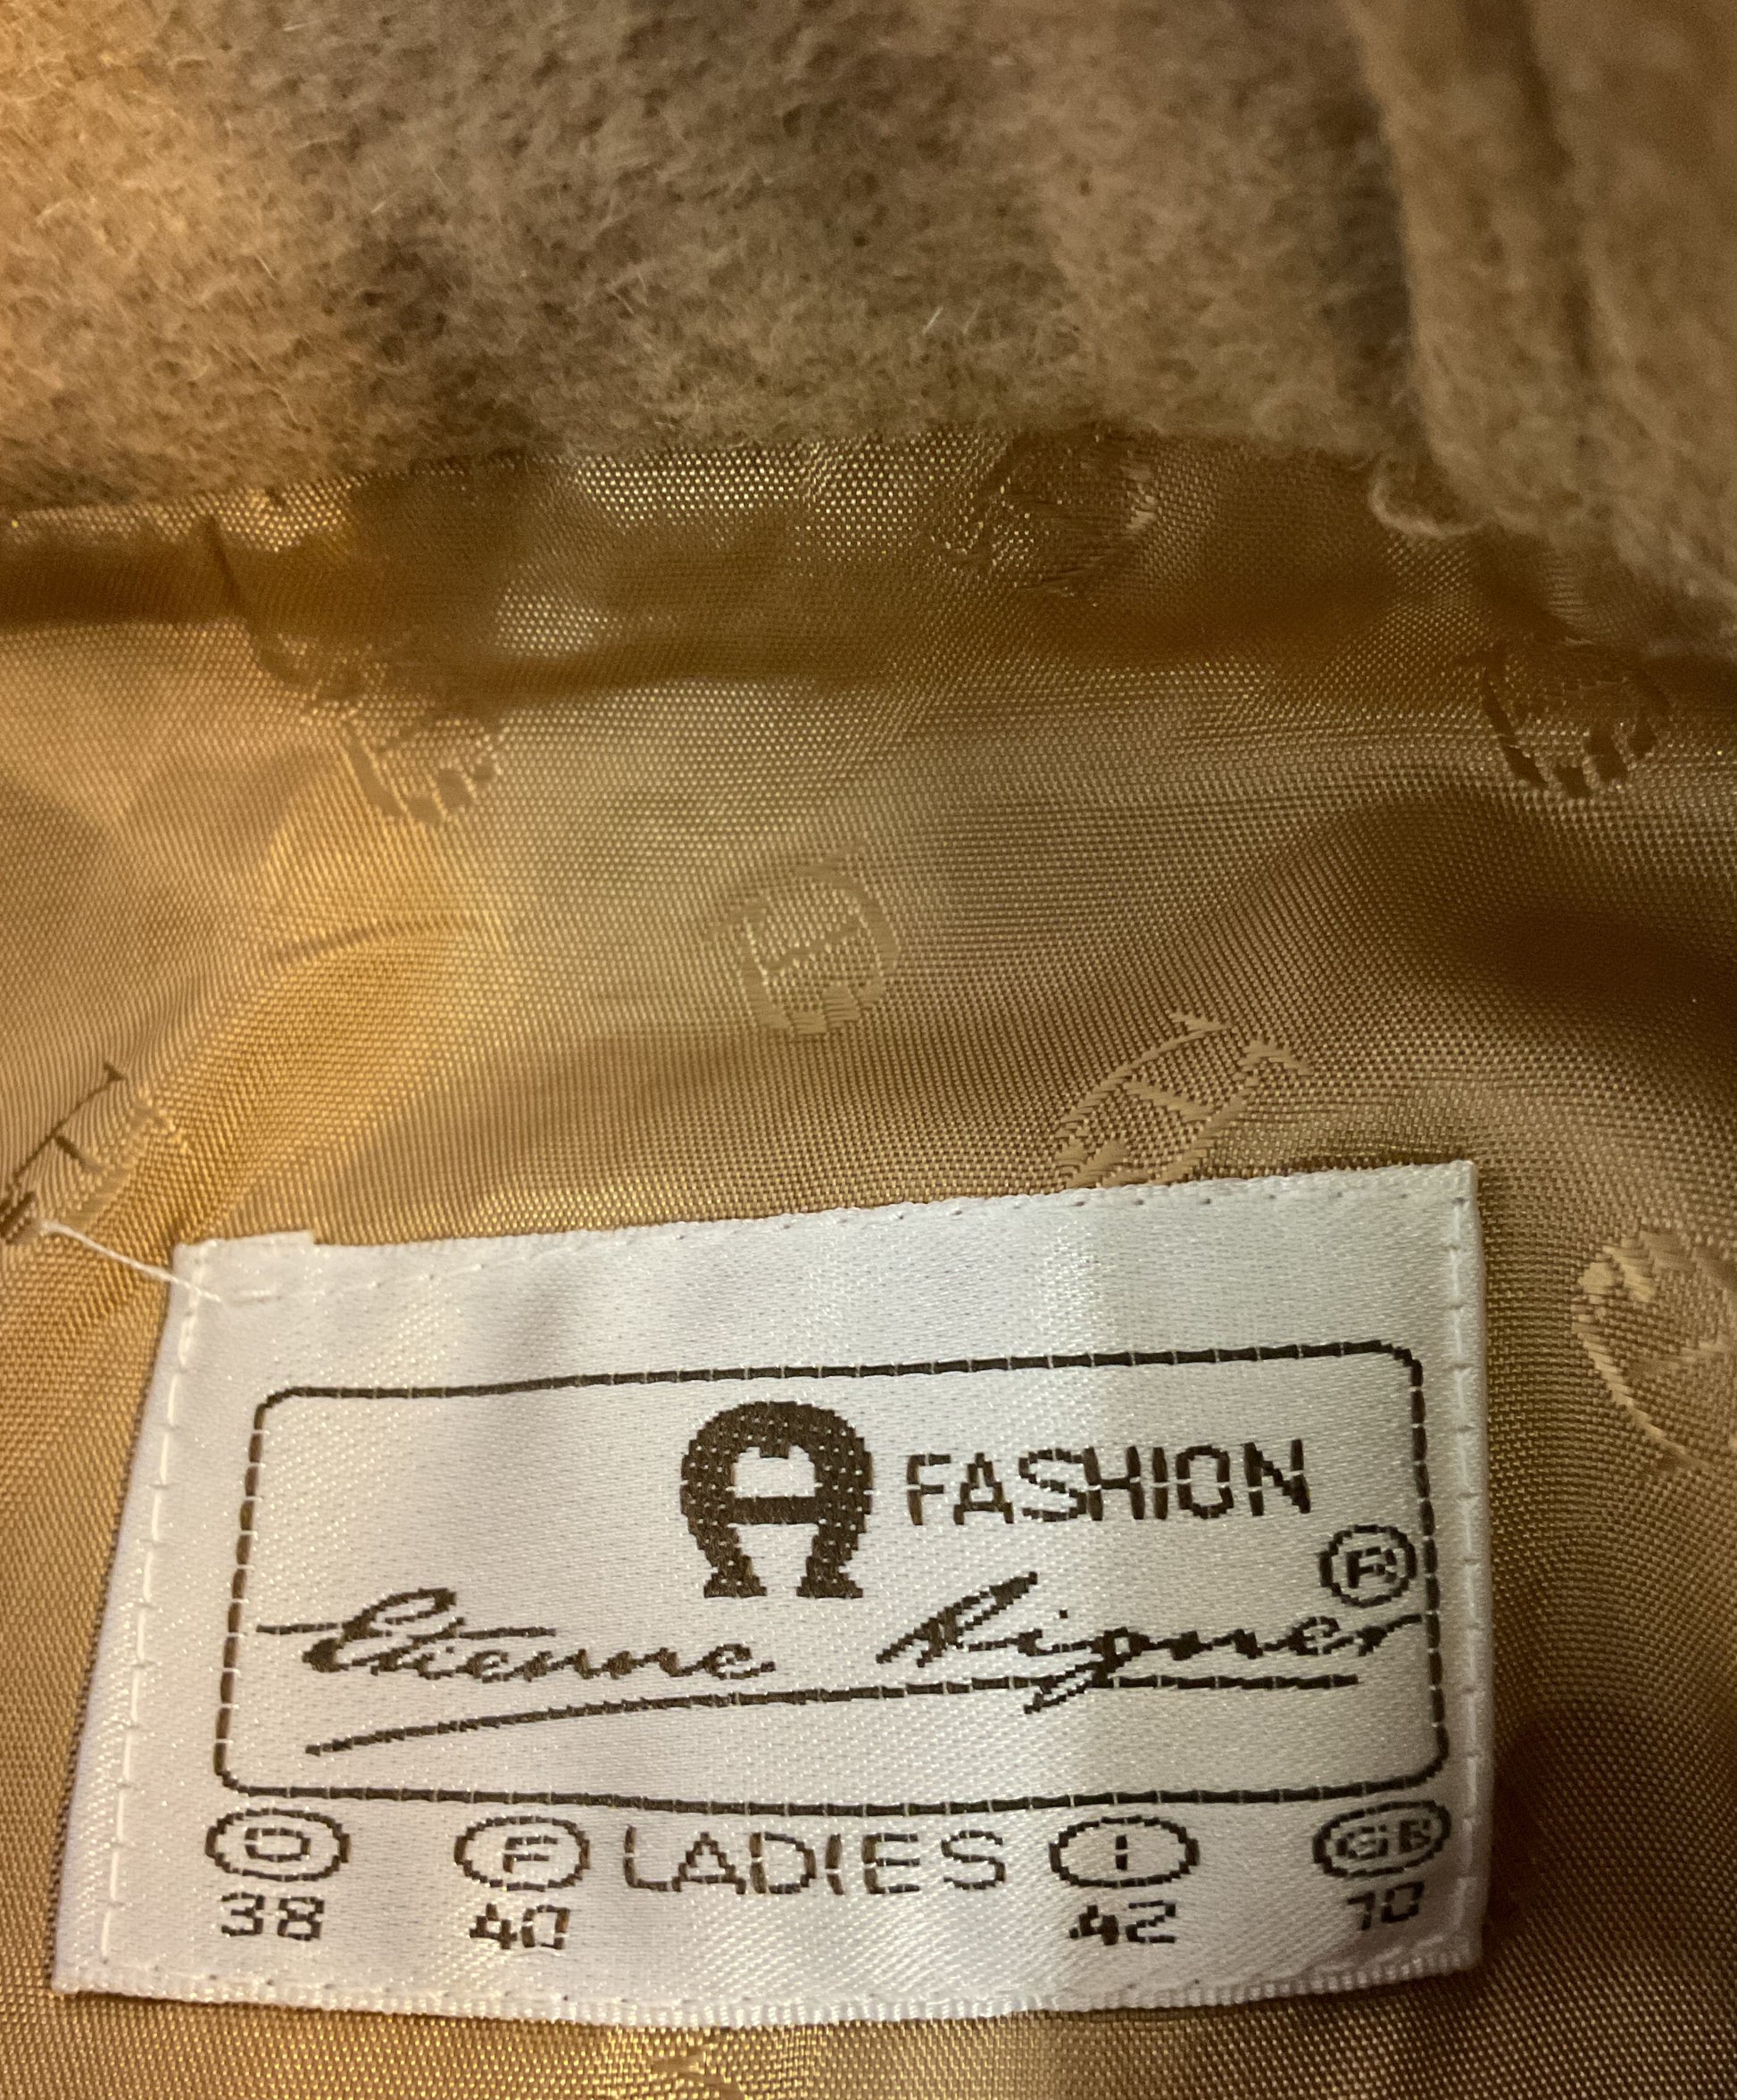 A FASHION
Etienne Aigner ®
D F LADIES I GB
38 40 42 10